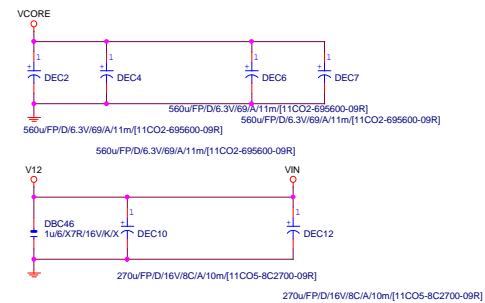 VCORE
1 1 1 1
+ + + +
DEC2 DEC4 DEC6 DEC7
560u/FP/D/6.3V/69/A/11m/[11CO2-695600-09R]
560u/FP/D/6.3V/69/A/11m/[11CO2-695600-09R]
560u/FP/D/6.3V/69/A/11m/[11CO2-695600-09R]
560u/FP/D/6.3V/69/A/11m/[11CO2-695600-09R]
V12 VIN
1 1
DBC46 + +
1u/6/X7R/16V/K/X DEC10 DEC12
270u/FP/D/16V/8C/A/10m/[11CO5-8C2700-09R]
270u/FP/D/16V/8C/A/10m/[11CO5-8C2700-09R]